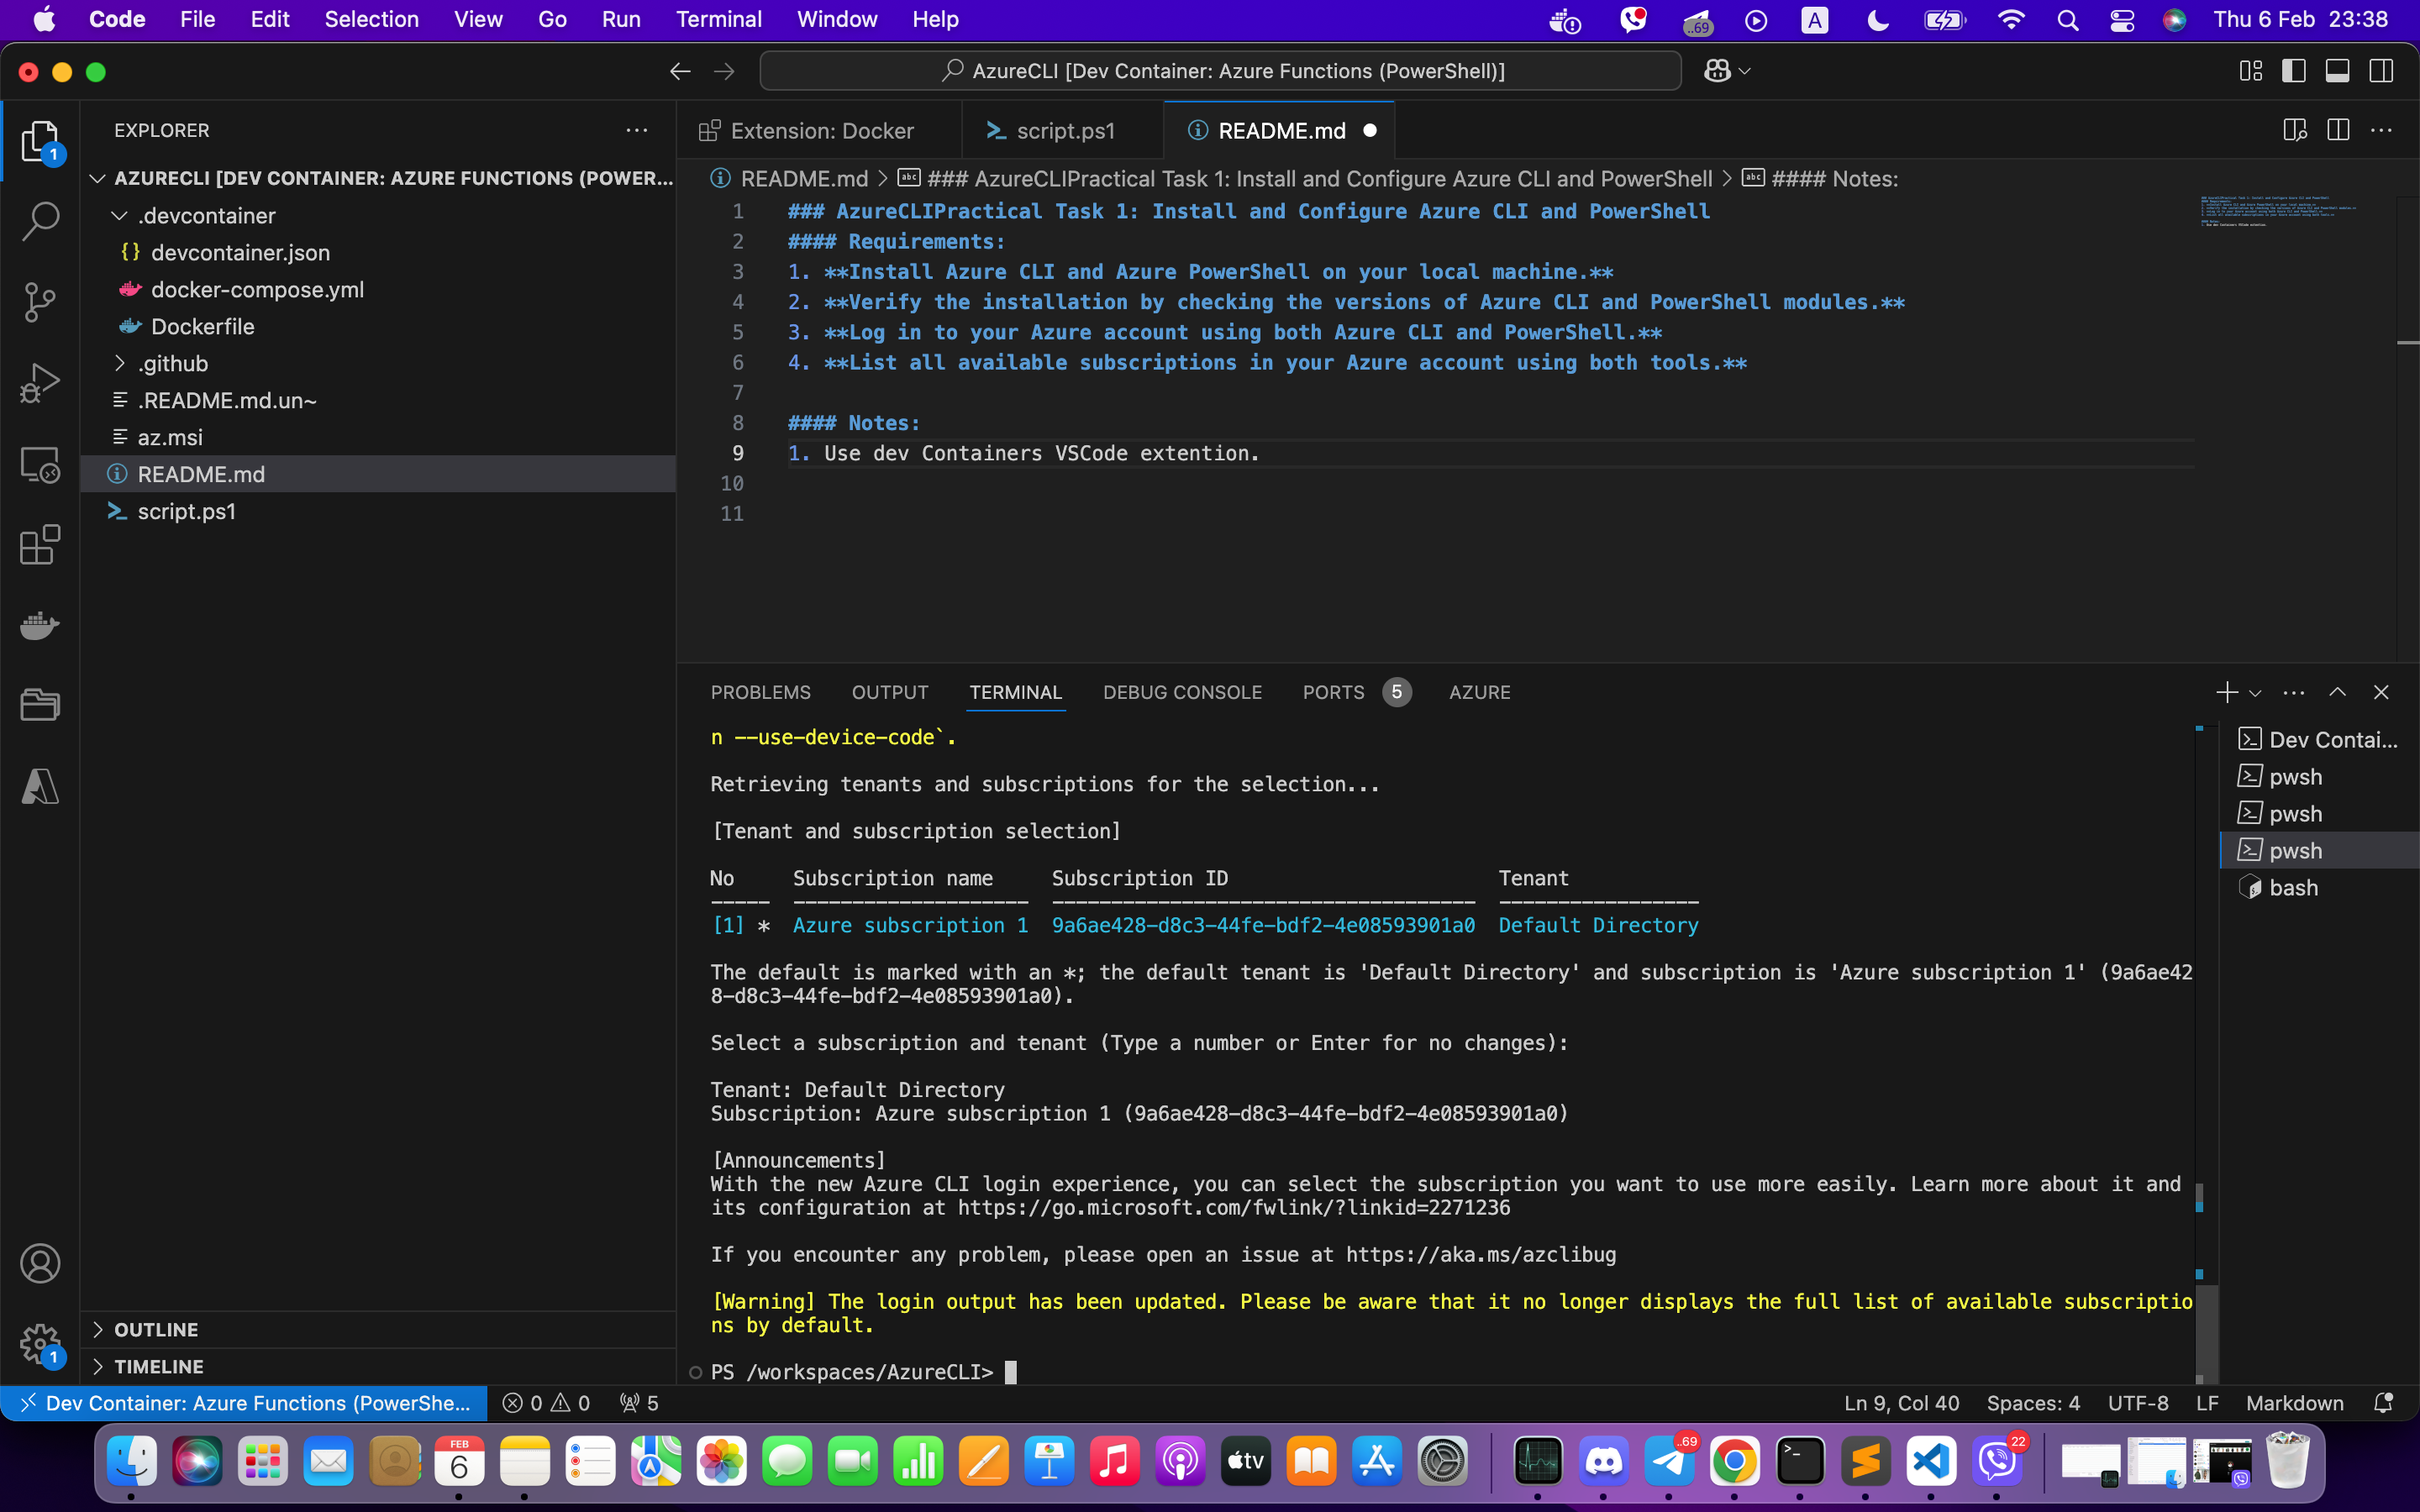 Code File Edit Selection View Go Run Terminal Window Help
..69 A Thu 6 Feb 23:38
AzureCLI [Dev Container: Azure Functions (PowerShell)]
EXPLORER
Extension: Docker script.ps1 README.md
AZURECLI [DEV CONTAINER: AZURE FUNCTIONS (POWER...
.devcontainer
devcontainer.json
docker-compose.yml
Dockerfile
.github
.README.md.un~
az.msi
README.md
script.ps1
OUTLINE
TIMELINE
1
1
README.md > ### AzureCLIPractical Task 1: Install and Configure Azure CLI and PowerShell > #### Notes:
1 ### AzureCLIPractical Task 1: Install and Configure Azure CLI and PowerShell
2 #### Requirements:
3 1. **Install Azure CLI and Azure PowerShell on your local machine.**
4 2. **Verify the installation by checking the versions of Azure CLI and PowerShell modules.**
5 3. **Log in to your Azure account using both Azure CLI and PowerShell.**
6 4. **List all available subscriptions in your Azure account using both tools.**
7
8 #### Notes:
9 1. Use dev Containers VSCode extention.
10
11
PROBLEMS OUTPUT TERMINAL DEBUG CONSOLE PORTS 5 AZURE
n --use-device-code`.
Retrieving tenants and subscriptions for the selection...
[Tenant and subscription selection]
No Subscription name Subscription ID Tenant
----- -------------------- ------------------------------------ -----------------
[1] * Azure subscription 1 9a6ae428-d8c3-44fe-bdf2-4e08593901a0 Default Directory
The default is marked with an *; the default tenant is 'Default Directory' and subscription is 'Azure subscription 1' (9a6ae42
8-d8c3-44fe-bdf2-4e08593901a0).
Select a subscription and tenant (Type a number or Enter for no changes):
Tenant: Default Directory
Subscription: Azure subscription 1 (9a6ae428-d8c3-44fe-bdf2-4e08593901a0)
[Announcements]
With the new Azure CLI login experience, you can select the subscription you want to use more easily. Learn more about it and
its configuration at https://go.microsoft.com/fwlink/?linkid=2271236
If you encounter any problem, please open an issue at https://aka.ms/azclibug
[Warning] The login output has been updated. Please be aware that it no longer displays the full list of available subscriptio
ns by default.
PS /workspaces/AzureCLI>
Dev Contai...
pwsh
pwsh
pwsh
bash
Dev Container: Azure Functions (PowerShe... 0 0 5 Ln 9, Col 40 Spaces: 4 UTF-8 LF Markdown
FEB
6
tv
..69
22